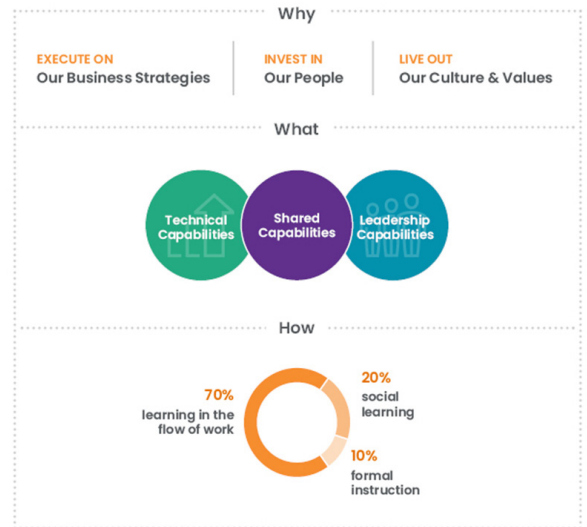 Why
EXECUTE ON
Our Business Strategies
INVEST IN
Our People
LIVE OUT
Our Culture & Values
What
Technical
Capabilities
Shared
Capabilities
Leadership
Capabilities
How
70%
learning in the
flow of work
20%
social
learning
10%
formal
instruction